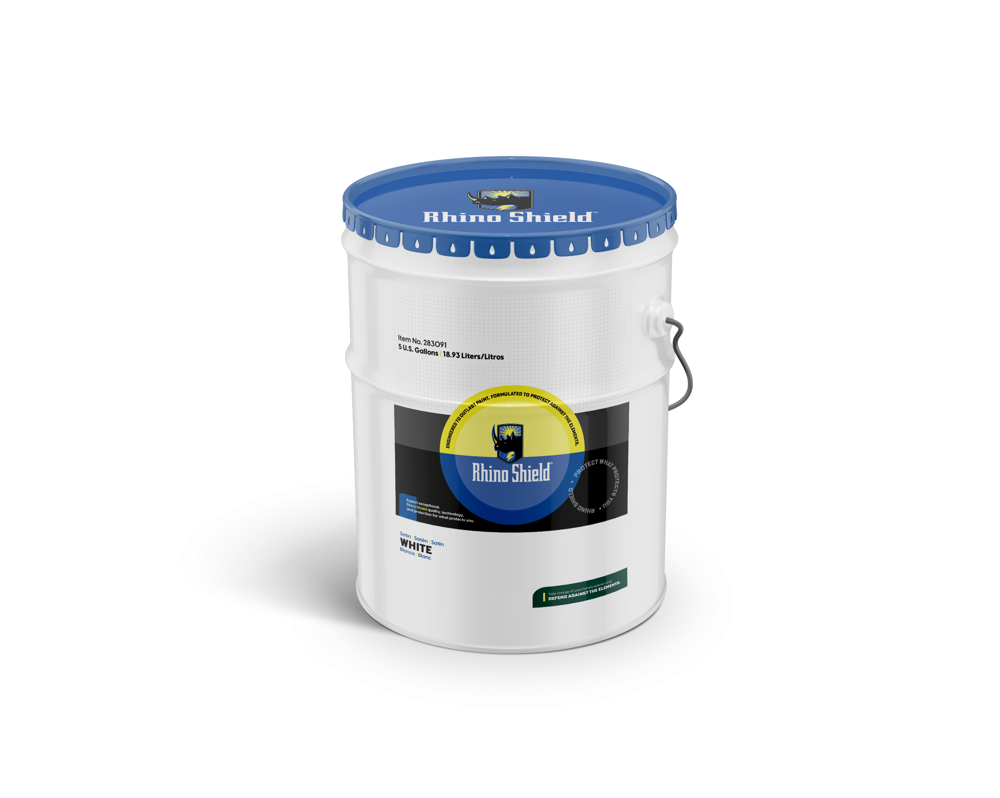 Rhino Shield®
Item No. 283091
5 U.S. Gallons | 18.93 Liters/Litros
ENGINEERED TO OUTLAST PAINT. FORMULATED TO PROTECT AGAINST THE ELEMENTS.
Rhino Shield®
PROTECT WHAT PROTECTS YOU • RHINO SHIELD •
Expect exceptional,
Rhino Shield quality, technology,
and protection for what protects you.
Satin | Satén | Satin
WHITE
Blanco | Blanc
Take charge of your home's exterior and
DEFEND AGAINST THE ELEMENTS.